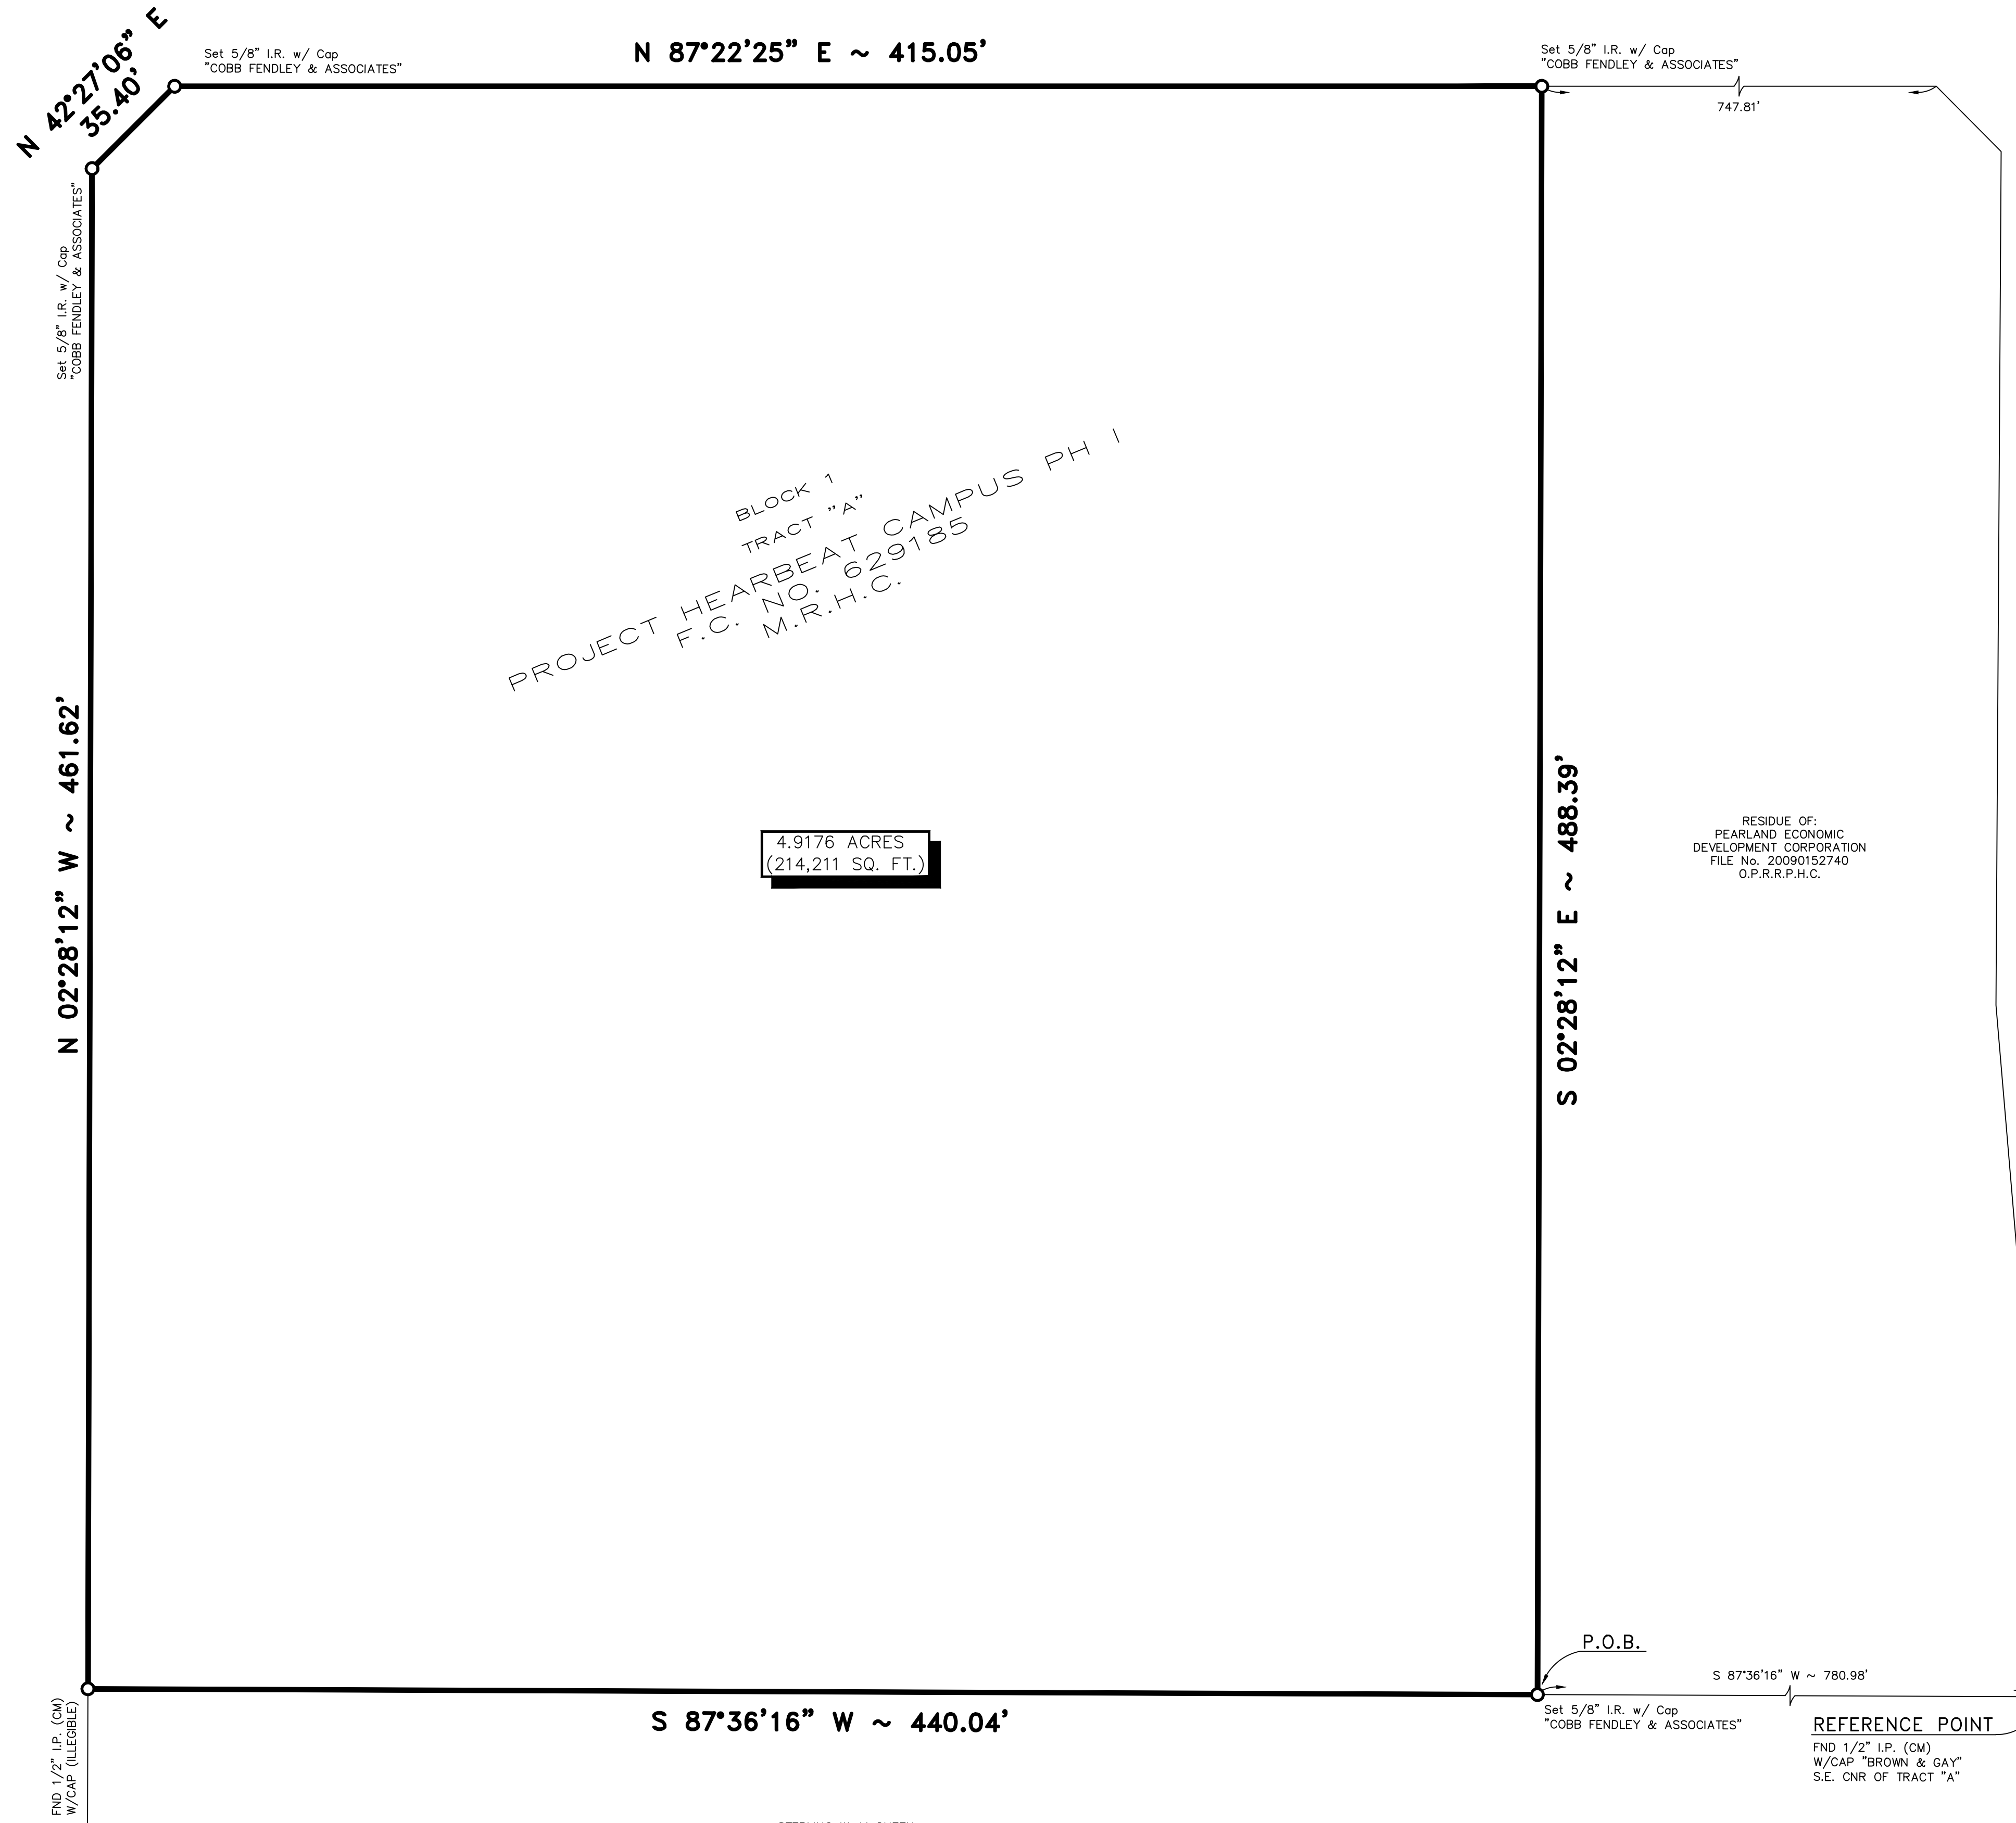 N 42°27'06" E
35.40'
Set 5/8" I.R. w/ Cap
"COBB FENDLEY & ASSOCIATES"
N 87°22'25" E ~ 415.05'
Set 5/8" I.R. w/ Cap
"COBB FENDLEY & ASSOCIATES"
747.81'
Set 5/8" I.R. w/ Cap
"COBB FENDLEY & ASSOCIATES"
BLOCK 1
TRACT "A"
PROJECT HEARBEAT CAMPUS PH I
F.C. NO. 629185
M.R.H.C.
N 02°28'12" W ~ 461.62'
4.9176 ACRES
(214,211 SQ. FT.)
S 02°28'12" E ~ 488.39'
RESIDUE OF:
PEARLAND ECONOMIC
DEVELOPMENT CORPORATION
FILE No. 20090152740
O.P.R.R.P.H.C.
P.O.B.
S 87°36'16" W ~ 780.98'
S 87°36'16" W ~ 440.04'
Set 5/8" I.R. w/ Cap
"COBB FENDLEY & ASSOCIATES"
REFERENCE POINT
FND 1/2" I.P. (CM)
W/CAP "BROWN & GAY"
S.E. CNR OF TRACT "A"
FND 1/2" I.P. (CM)
W/CAP (ILLEGIBLE)